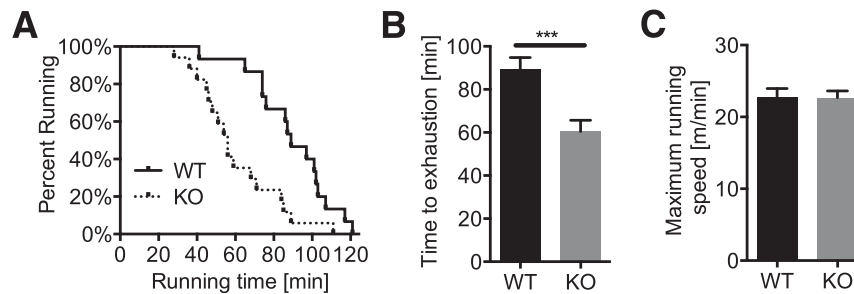 A
Percent Running
100%
80%
60%
40%
20%
0%
WT
KO
0 20 40 60 80 100 120
Running time [min]
B
Time to exhaustion [min]
100
80
60
40
20
0
***
WT KO
C
Maximum running
speed [m/min]
30
20
10
0
WT KO